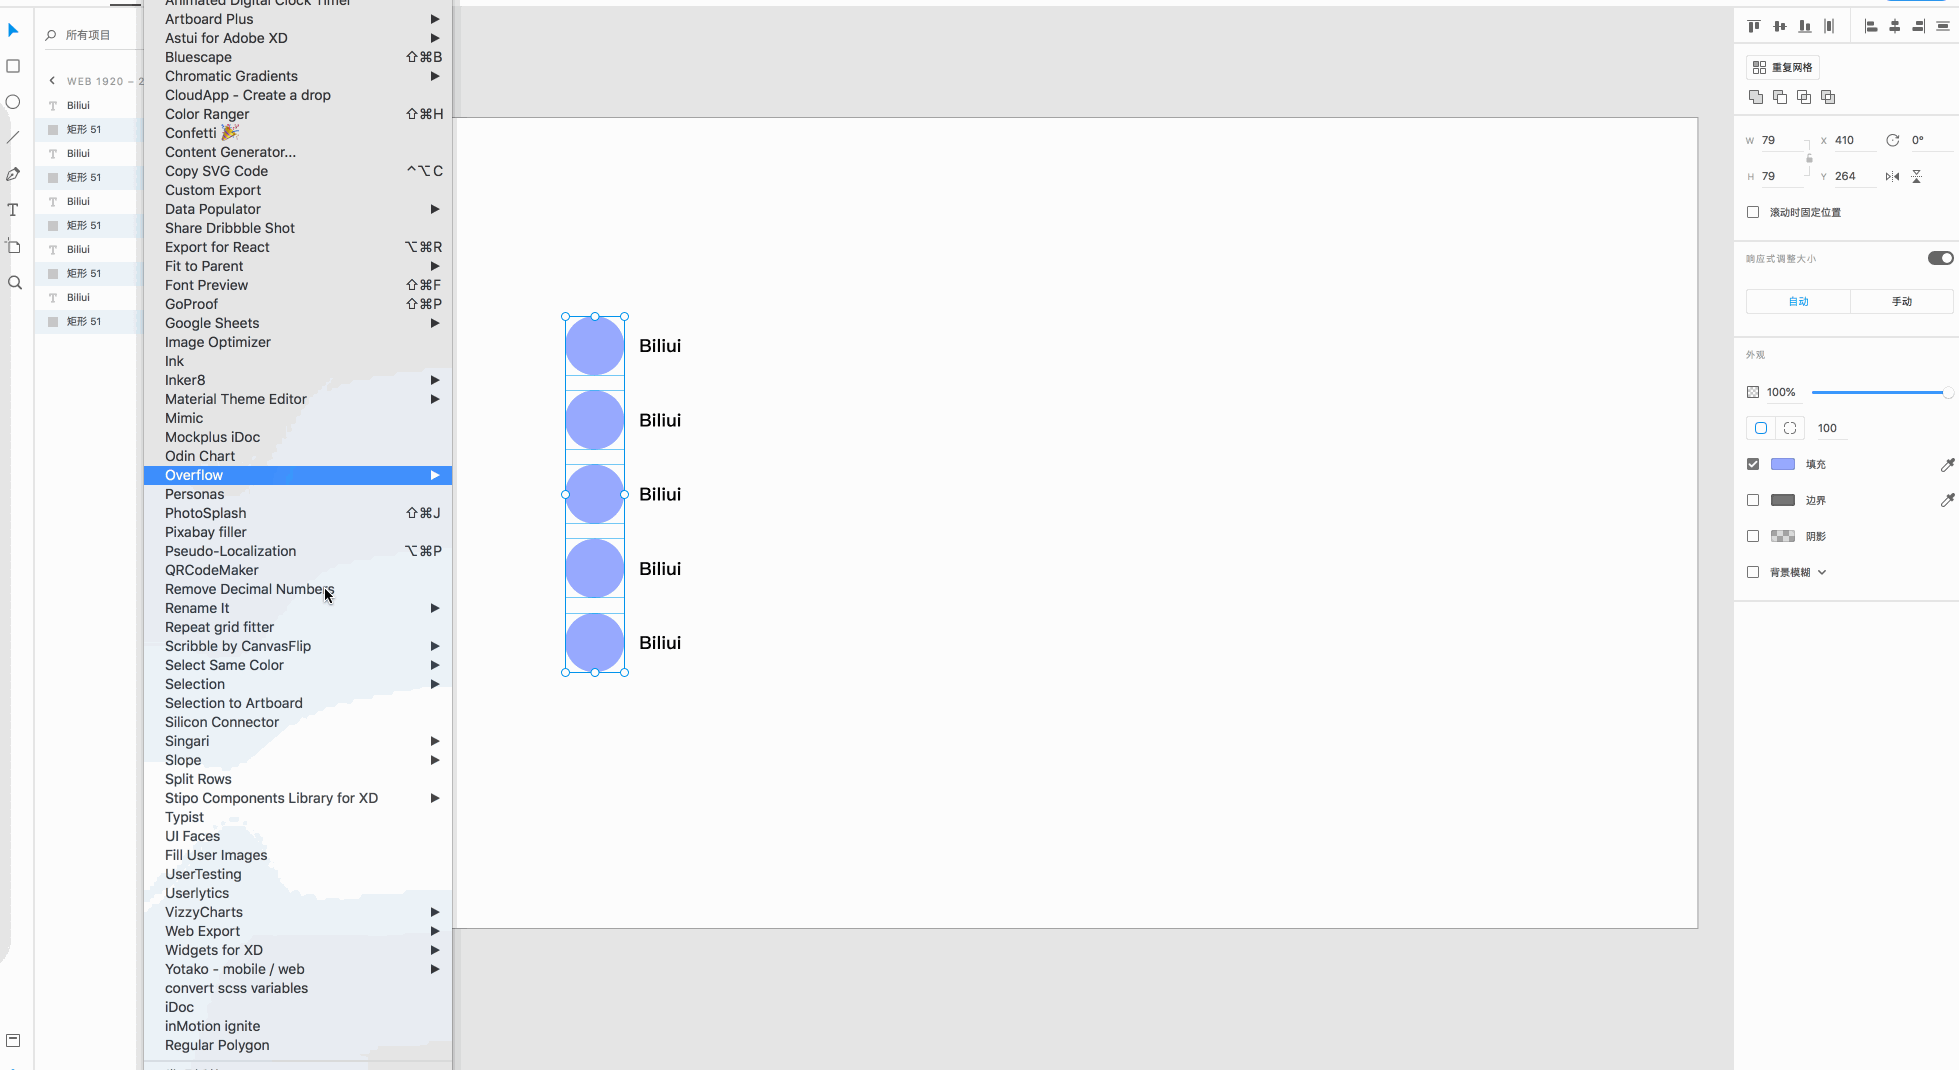 Animated Digital Clock Timer
Artboard Plus
Astui for Adobe XD
Bluescape ⇧⌘B
Chromatic Gradients
CloudApp - Create a drop
Color Ranger ⇧⌘H
Confetti 🎉
Content Generator...
Copy SVG Code ^⌥C
Custom Export
Data Populator
Share Dribbble Shot
Export for React ⌥⌘R
Fit to Parent
Font Preview ⇧⌘F
GoProof ⇧⌘P
Google Sheets
Image Optimizer
Ink
Inker8
Material Theme Editor
Mimic
Mockplus iDoc
Odin Chart
Overflow
Personas
PhotoSplash ⇧⌘J
Pixabay filler
Pseudo-Localization ⌥⌘P
QRCodeMaker
Remove Decimal Numbers
Rename It
Repeat grid fitter
Scribble by CanvasFlip
Select Same Color
Selection
Selection to Artboard
Silicon Connector
Singari
Slope
Split Rows
Stipo Components Library for XD
Typist
UI Faces
Fill User Images
UserTesting
Userlytics
VizzyCharts
Web Export
Widgets for XD
Yotako - mobile / web
convert scss variables
iDoc
inMotion ignite
Regular Polygon
所有项目
WEB 1920 – 2
Biliui
矩形 51
Biliui
矩形 51
Biliui
矩形 51
Biliui
矩形 51
Biliui
矩形 51
Biliui
Biliui
Biliui
Biliui
Biliui
重复网格
W 79 X 410 0°
H 79 Y 264
滚动时固定位置
响应式调整大小
自动 手动
外观
100%
100
填充
边界
阴影
背景模糊